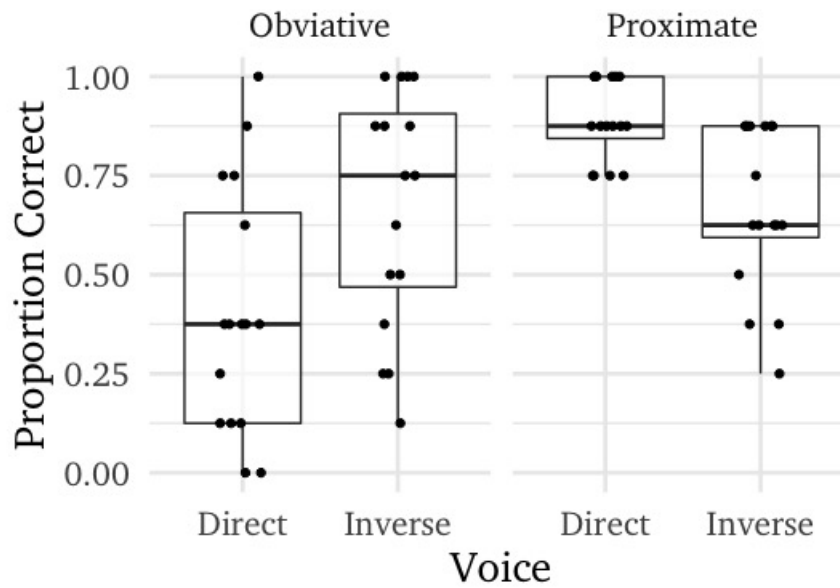 Obviative
Proximate
Proportion Correct
1.00
0.75
0.50
0.25
0.00
Direct
Inverse
Direct
Inverse
Voice